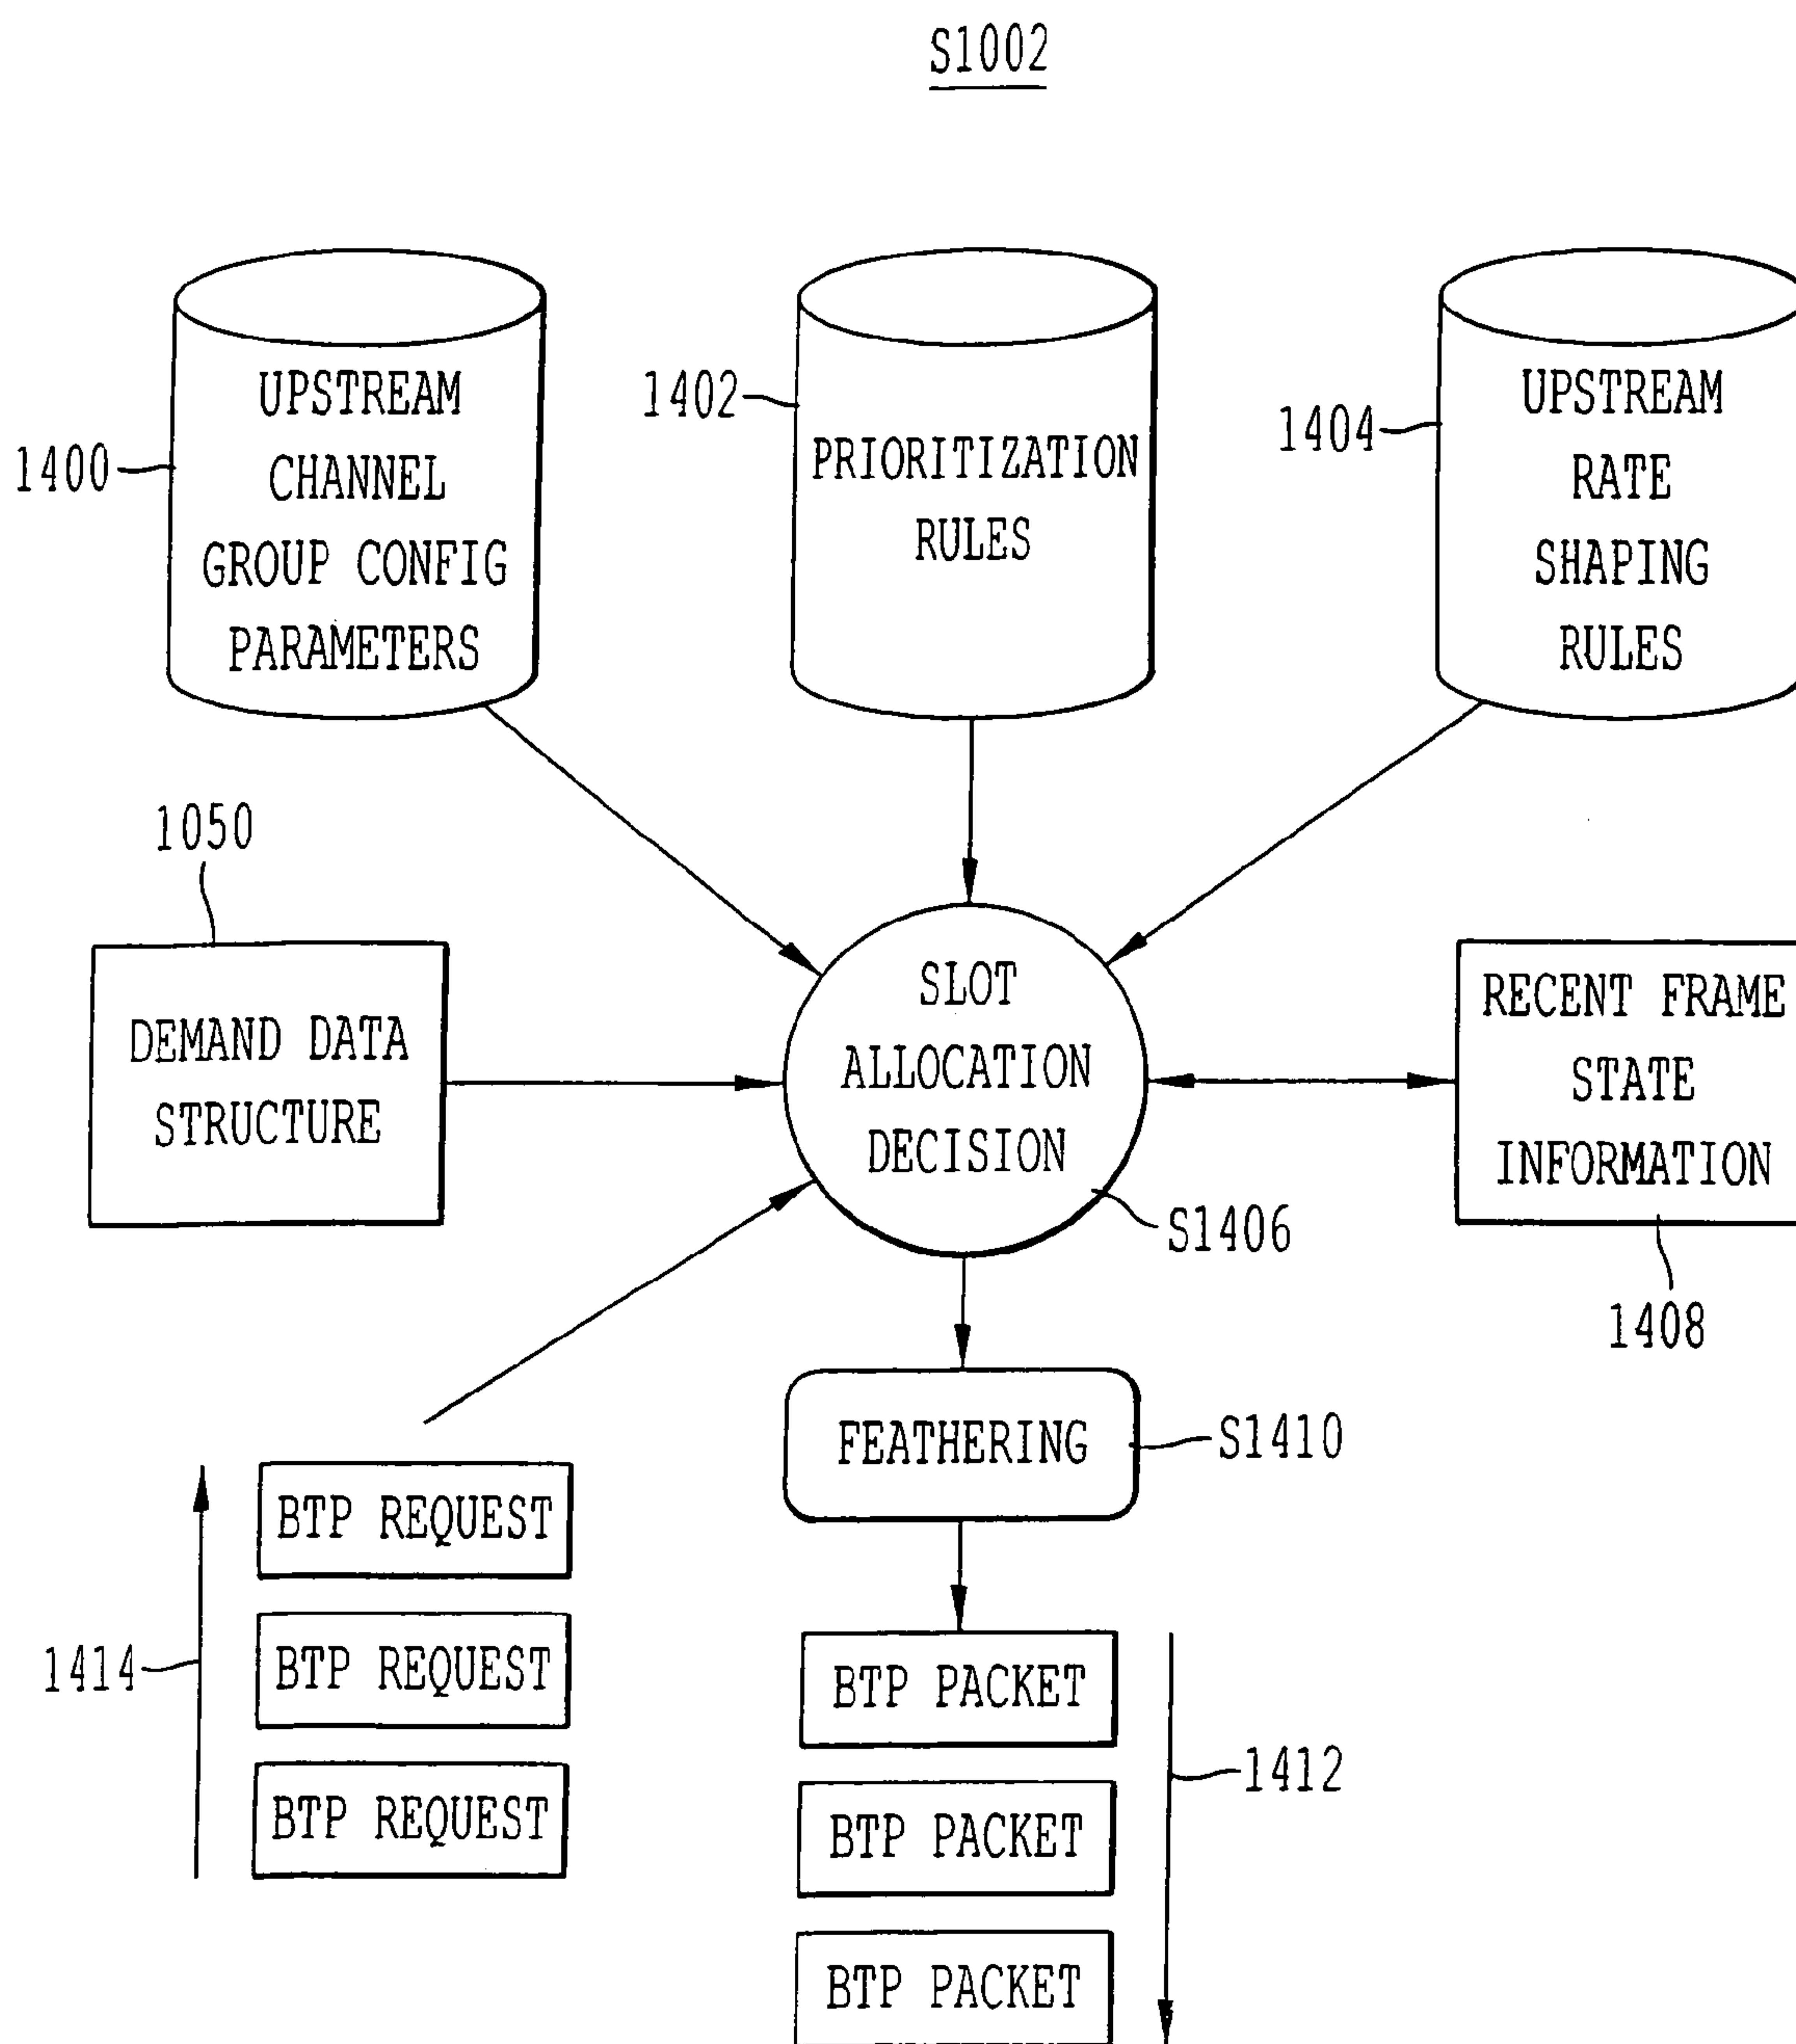 S1002
UPSTREAM
CHANNEL
GROUP CONFIG
PARAMETERS
1400
PRIORITIZATION
RULES
1402
UPSTREAM
RATE
SHAPING
RULES
1404
1050
DEMAND DATA
STRUCTURE
SLOT
ALLOCATION
DECISION
S1406
RECENT FRAME
STATE
INFORMATION
1408
FEATHERING
S1410
BTP REQUEST
BTP REQUEST
BTP REQUEST
1414
BTP PACKET
BTP PACKET
BTP PACKET
1412